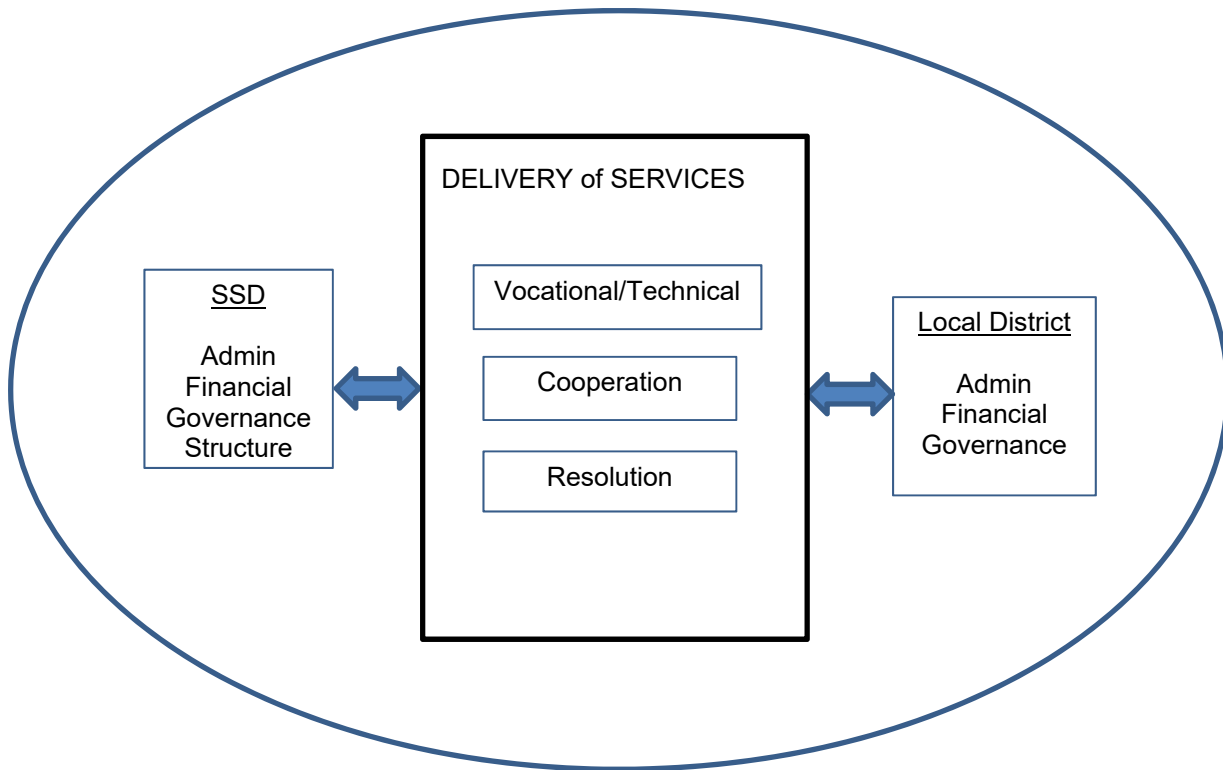 DELIVERY of SERVICES
SSD
Admin
Financial
Governance
Structure
Vocational/Technical
Cooperation
Resolution
Local District
Admin
Financial
Governance